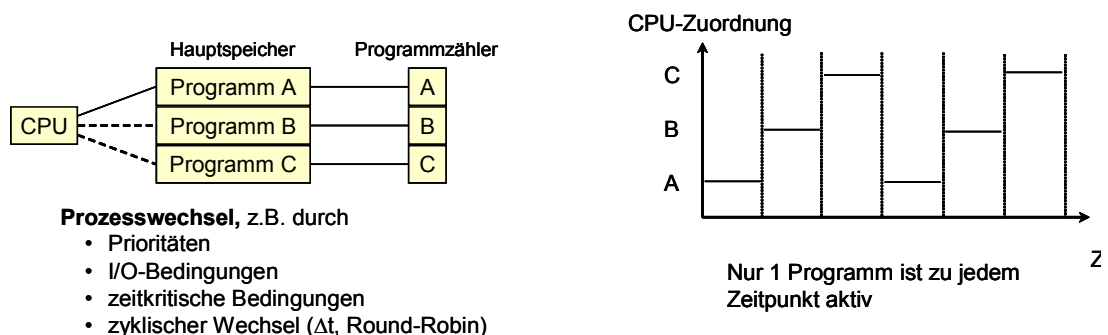 Hauptspeicher Programmzähler
Programm A A
CPU Programm B B
Programm C C
Prozesswechsel, z.B. durch
• Prioritäten
• I/O-Bedingungen
• zeitkritische Bedingungen
• zyklischer Wechsel (Δt, Round-Robin)
CPU-Zuordnung
C
B
A
Z
Nur 1 Programm ist zu jedem
Zeitpunkt aktiv